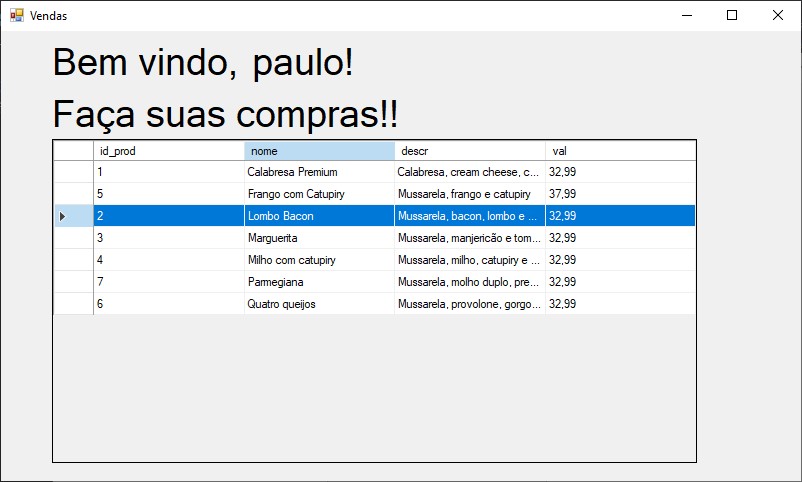 Vendas
Bem vindo, paulo!
Faça suas compras!!
id_prod nome descr val
1 Calabresa Premium Calabresa, cream cheese, c... 32,99
5 Frango com Catupiry Mussarela, frango e catupiry 37,99
2 Lombo Bacon Mussarela, bacon, lombo e ... 32,99
3 Marguerita Mussarela, manjericão e tom... 32,99
4 Milho com catupiry Mussarela, milho, catupiry e ... 32,99
7 Parmegiana Mussarela, molho duplo, pre... 32,99
6 Quatro queijos Mussarela, provolone, gorgo... 32,99